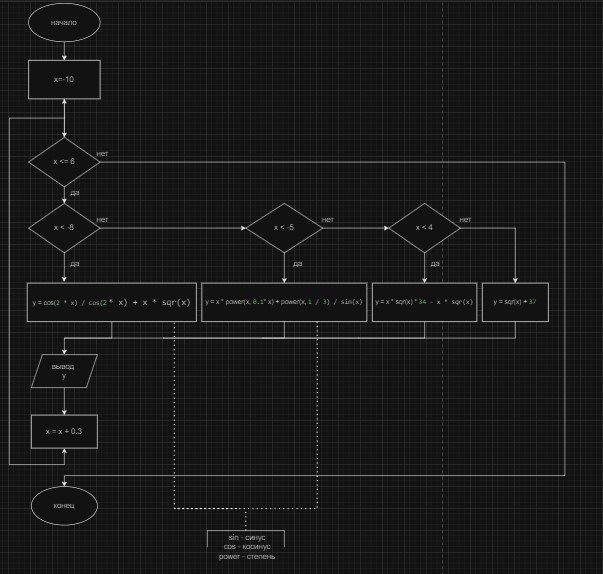 начало
x=-10
x <= 6
нет
да
x < -8
нет
x < -5
нет
x < 4
нет
да
да
да
y = cos(2 * x) / cos(2 * x) + x * sqr(x)
y = x * power(x, 0.1 * x) + power(x, 1 / 3) / sin(x)
y = x * sqr(x) * 34 - x * sqr(x)
y = sqr(x) + 37
вывод
y
x = x + 0.3
конец
sin - синус
cos - косинус
power - степень